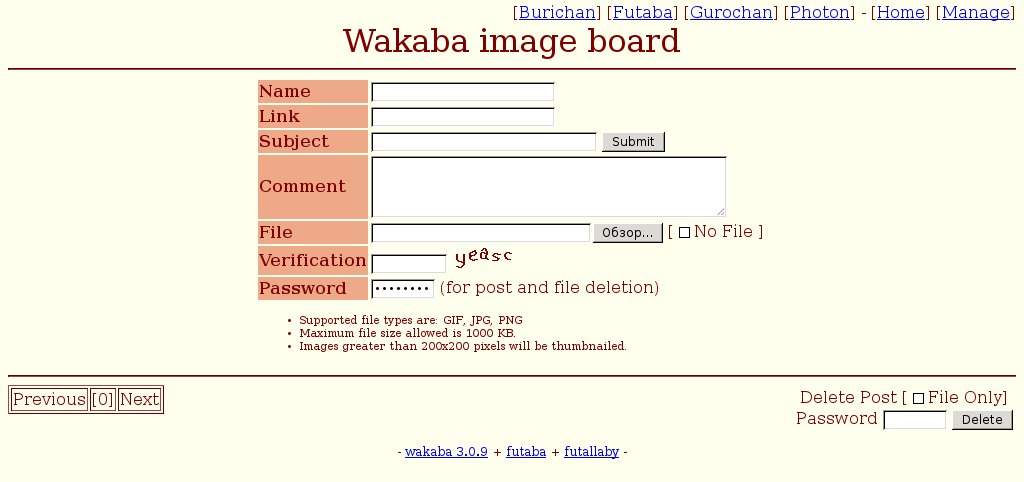 [Burichan] [Futaba] [Gurochan] [Photon] - [Home] [Manage]
Wakaba image board
Name
Link
Subject Submit
Comment
File Обзор... [ No File ]
Verification yeasc
Password •••••••• (for post and file deletion)
• Supported file types are: GIF, JPG, PNG
• Maximum file size allowed is 1000 KB.
• Images greater than 200x200 pixels will be thumbnailed.
Previous [0] Next
Delete Post [ File Only]
Password Delete
- wakaba 3.0.9 + futaba + futallaby -